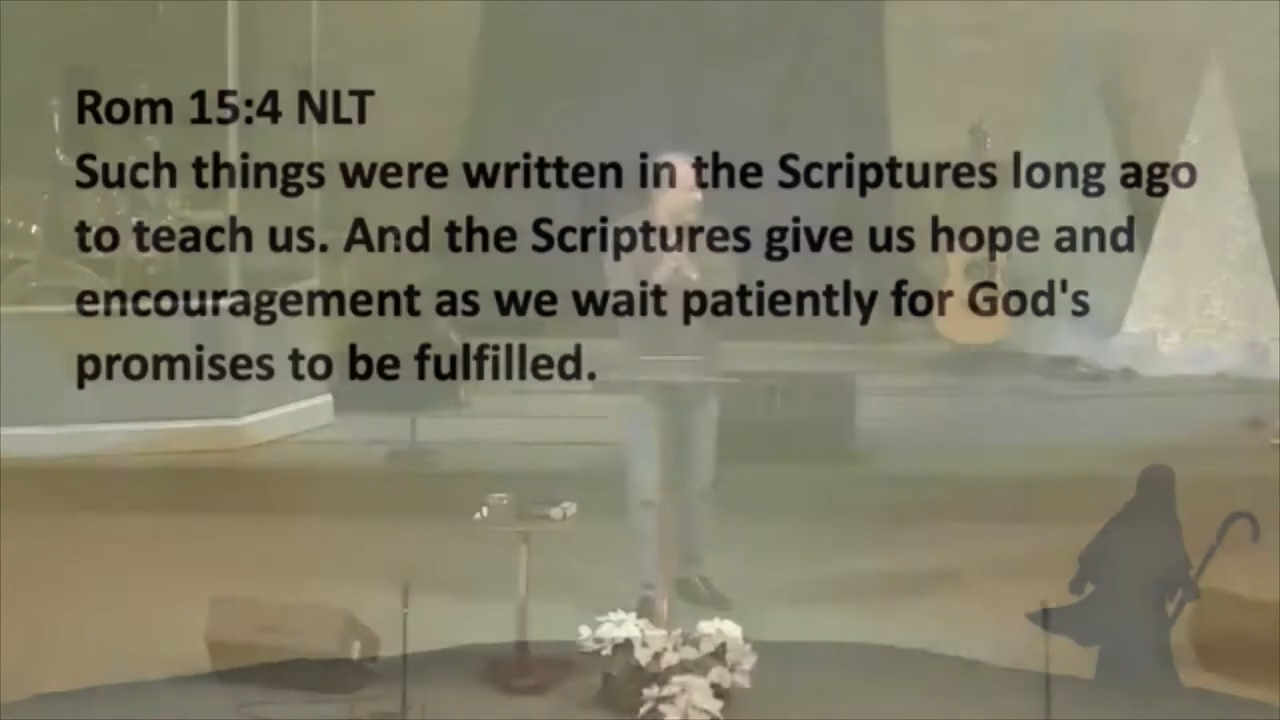 Rom 15:4 NLT
Such things were written in the Scriptures long ago
to teach us. And the Scriptures give us hope and
encouragement as we wait patiently for God's
promises to be fulfilled.